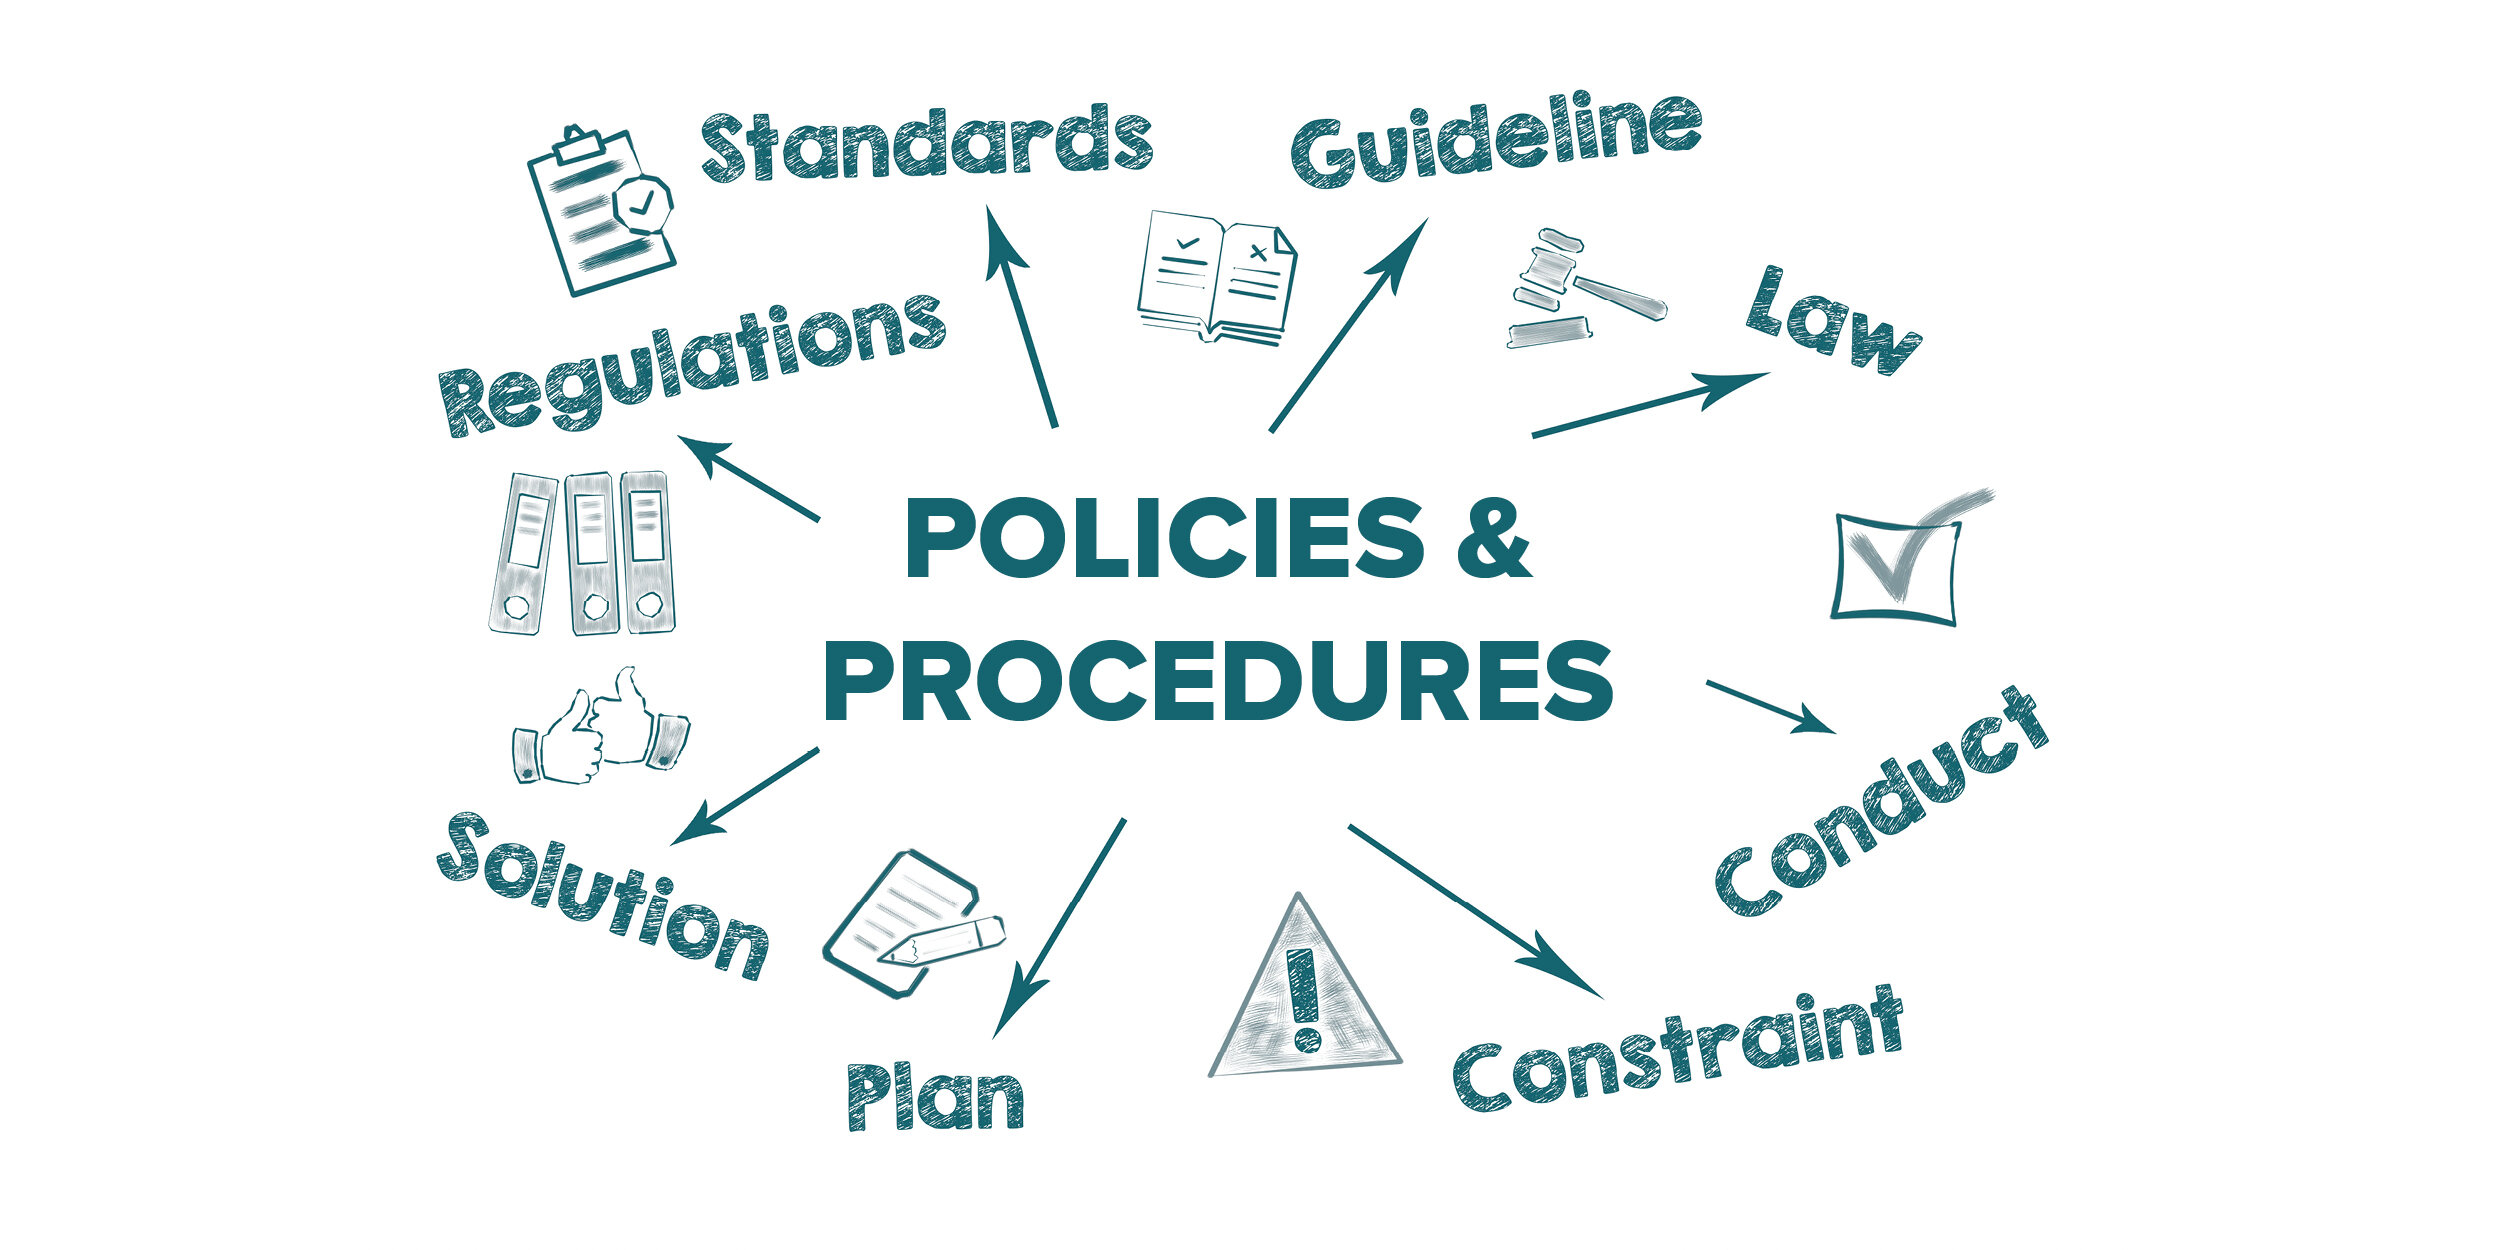 Standards
Guideline
Regulations
Law
POLICIES &
PROCEDURES
Conduct
Solution
Plan
Constraint